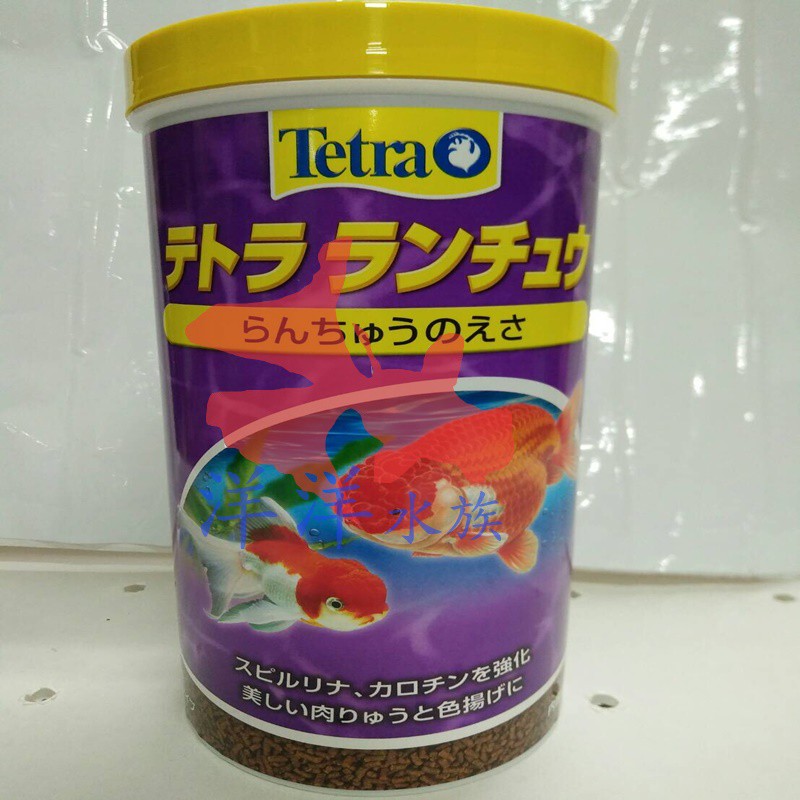 Tetra
テトラ ランチュウ
らんちゅうのえさ
洋洋水族
スピルリナ、カロチンを強化
美しい肉りゅうと色揚げに